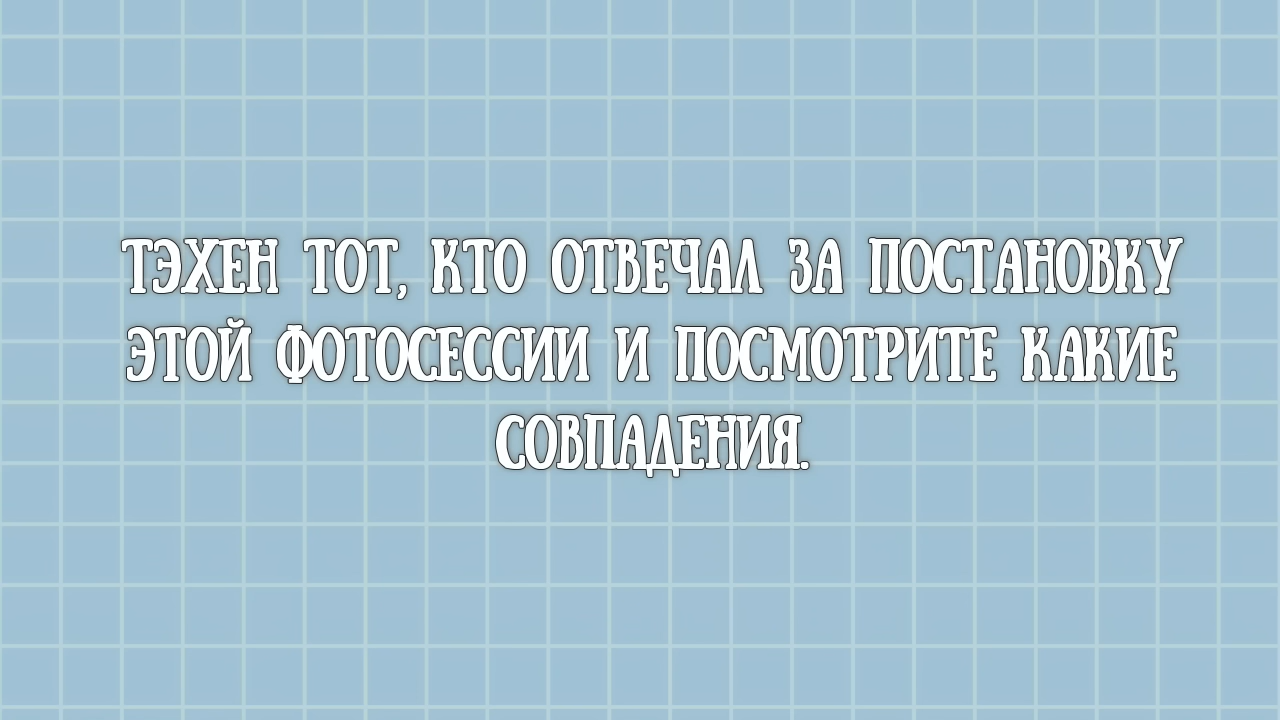 ТЭХЕН ТОТ, КТО ОТВЕЧАЛ ЗА ПОСТАНОВКУ
ЭТОЙ ФОТОСЕССИИ И ПОСМОТРИТЕ КАКИЕ
СОВПАДЕНИЯ.